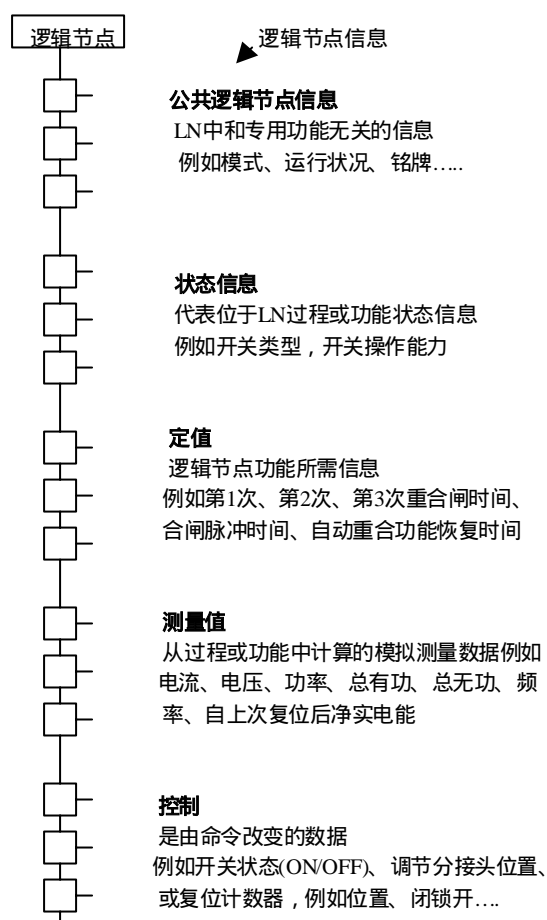 逻辑节点
逻辑节点信息
公共逻辑节点信息
LN中和专用功能无关的信息
例如模式、运行状况、铭牌…..
状态信息
代表位于LN过程或功能状态信息
例如开关类型，开关操作能力
定值
逻辑节点功能所需信息
例如第1次、第2次、第3次重合闸时间、
合闸脉冲时间、自动重合功能恢复时间
测量值
从过程或功能中计算的模拟测量数据例如
电流、电压、功率、总有功、总无功、频
率、自上次复位后净实电能
控制
是由命令改变的数据
例如开关状态(ON/OFF)、调节分接头位置、
或复位计数器，例如位置、闭锁开….